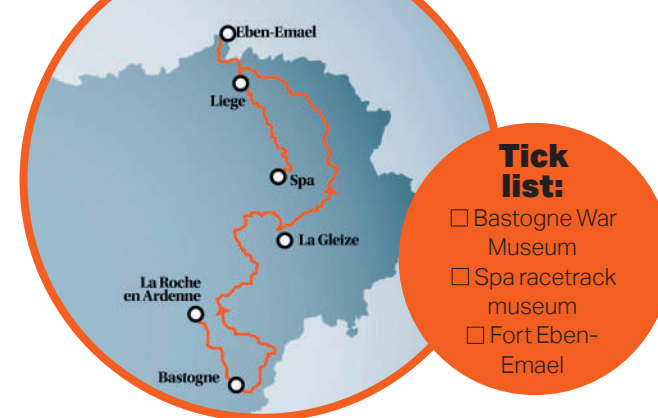 Eben-Emael
Liege
Spa
La Gleize
La Roche
en Ardenne
Bastogne
Tick
list:
☐ Bastogne War
Museum
☐ Spa racetrack
museum
☐ Fort Eben-
Emael